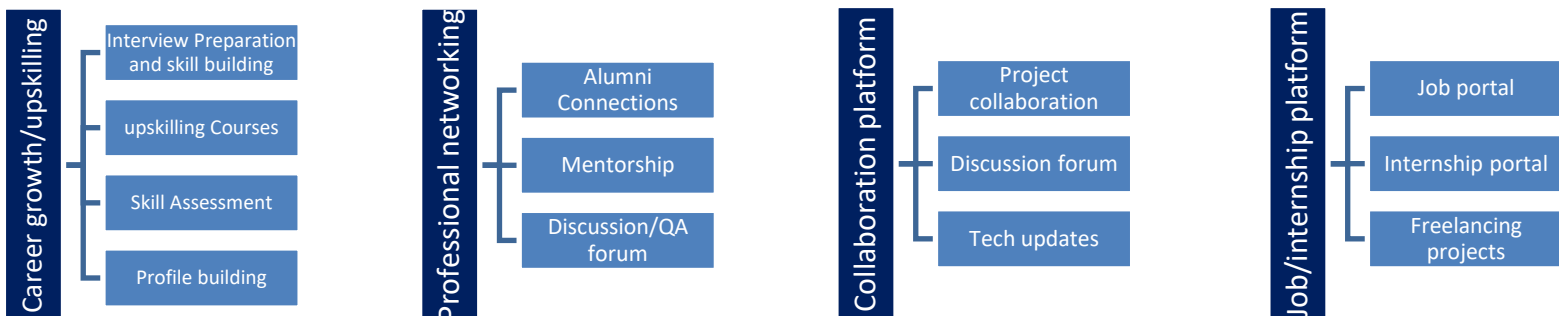 Career growth/upskilling
Interview Preparation
and skill building
upskilling Courses
Skill Assessment
Profile building
Professional networking
Alumni
Connections
Mentorship
Discussion/QA
forum
Collaboration platform
Project
collaboration
Discussion forum
Tech updates
Job/internship platform
Job portal
Internship portal
Freelancing
projects